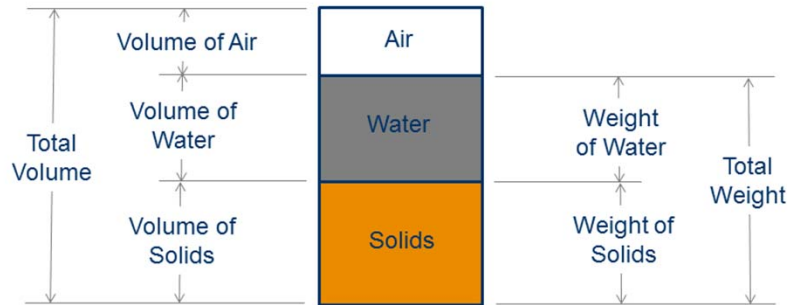 Total
Volume
Volume of Air
Volume of
Water
Volume of
Solids
Air
Water
Solids
Weight
of Water
Weight of
Solids
Total
Weight